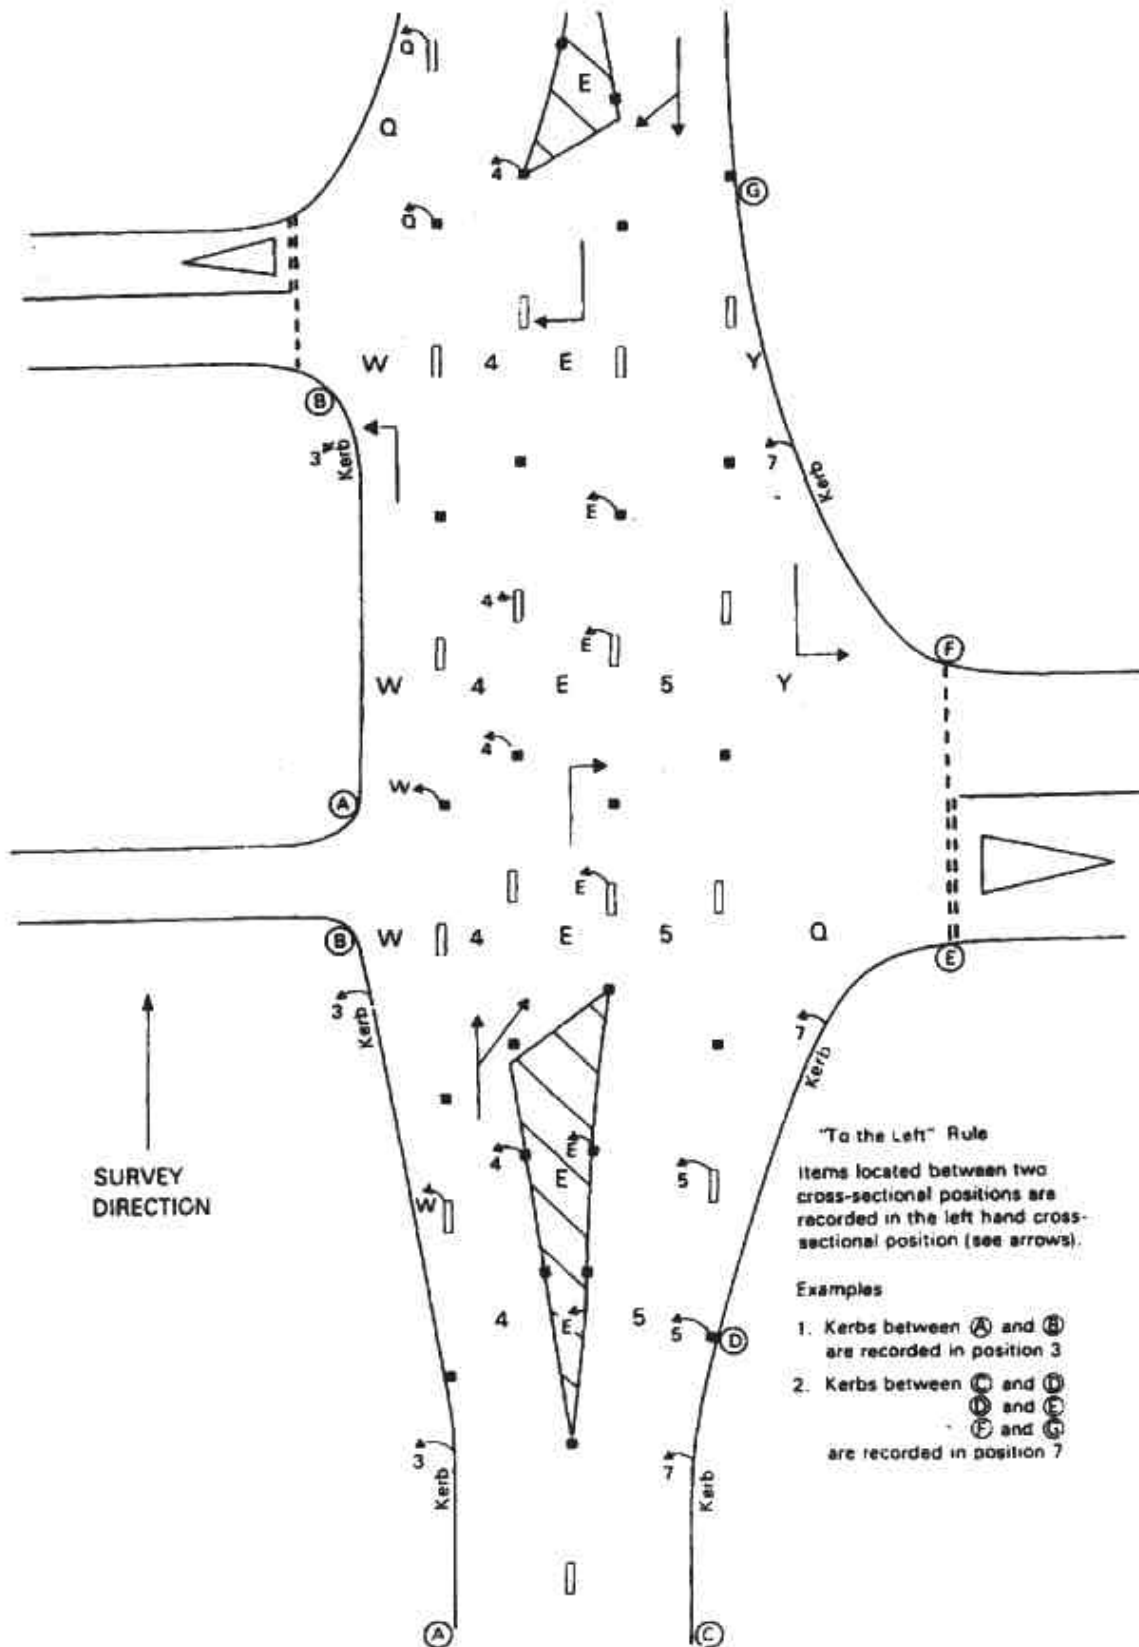 Q
E
Q
4
G
Q
W 4 E Y
B
3
Kerb
7
Kerb
E
4
E
F
W 4 E 5 Y
4
W
A
E
B W 4 E 5 Q
E
3
Kerb
7
Kerb
"To the Left" Rule
4
E
E
5
W
SURVEY
DIRECTION
Items located between two
cross-sectional positions are
recorded in the left hand cross-
sectional position (see arrows).
Examples
4
E
5
5
D
1. Kerbs between A and B
are recorded in position 3
2. Kerbs between C and D
D and E
F and G
are recorded in position 7
3
Kerb
7
Kerb
A
C